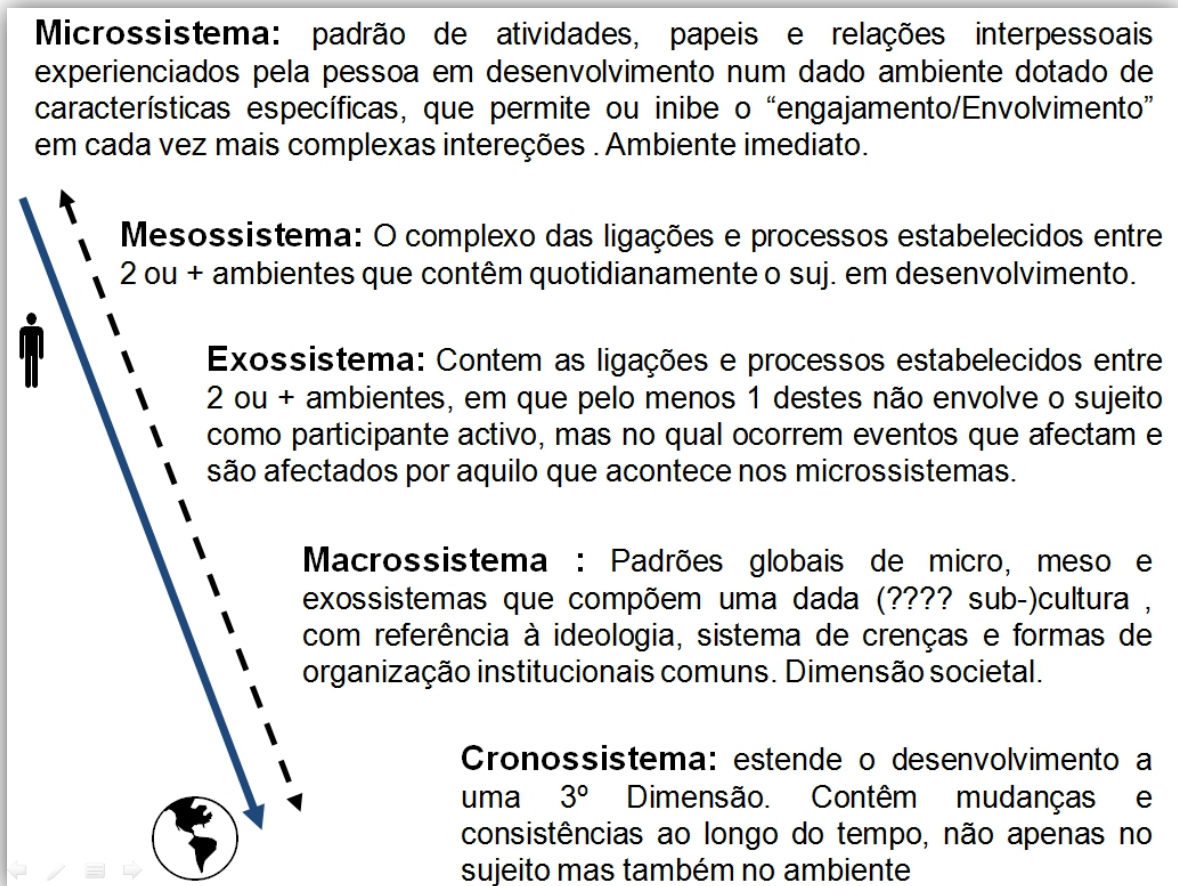 Microssistema: padrão de atividades, papeis e relações interpessoais
experienciados pela pessoa em desenvolvimento num dado ambiente dotado de
características específicas, que permite ou inibe o “engajamento/Envolvimento”
em cada vez mais complexas intereções . Ambiente imediato.
Mesossistema: O complexo das ligações e processos estabelecidos entre
2 ou + ambientes que contêm quotidianamente o suj. em desenvolvimento.
Exossistema: Contem as ligações e processos estabelecidos entre
2 ou + ambientes, em que pelo menos 1 destes não envolve o sujeito
como participante activo, mas no qual ocorrem eventos que afectam e
são afectados por aquilo que acontece nos microssistemas.
Macrossistema : Padrões globais de micro, meso e
exossistemas que compõem uma dada (???? sub-)cultura ,
com referência à ideologia, sistema de crenças e formas de
organização institucionais comuns. Dimensão societal.
Cronossistema: estende o desenvolvimento a
uma 3º Dimensão. Contêm mudanças e
consistências ao longo do tempo, não apenas no
sujeito mas também no ambiente